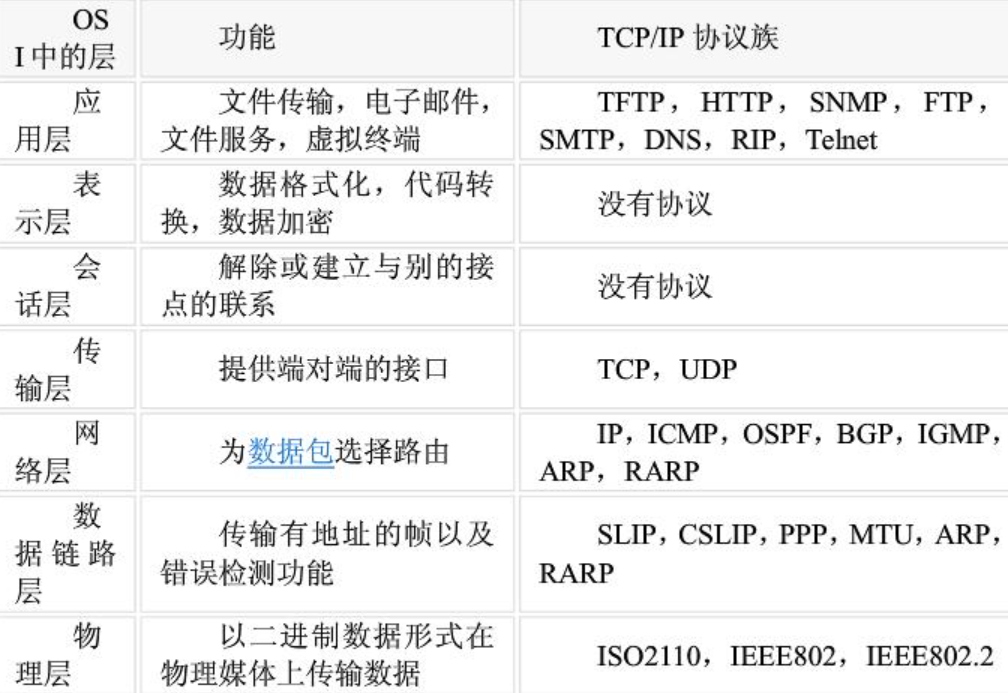 OS
I 中的层
功能
TCP/IP 协议族
应
用层
文件传输，电子邮件，
文件服务，虚拟终端
TFTP，HTTP，SNMP，FTP，
SMTP，DNS，RIP，Telnet
表
示层
数据格式化，代码转
换，数据加密
没有协议
会
话层
解除或建立与别的接
点的联系
没有协议
传
输层
提供端对端的接口
TCP，UDP
网
络层
为数据包选择路由
IP，ICMP，OSPF，BGP，IGMP，
ARP，RARP
数
据链路
层
传输有地址的帧以及
错误检测功能
SLIP，CSLIP，PPP，MTU，ARP，
RARP
物
理层
以二进制数据形式在
物理媒体上传输数据
ISO2110，IEEE802，IEEE802.2